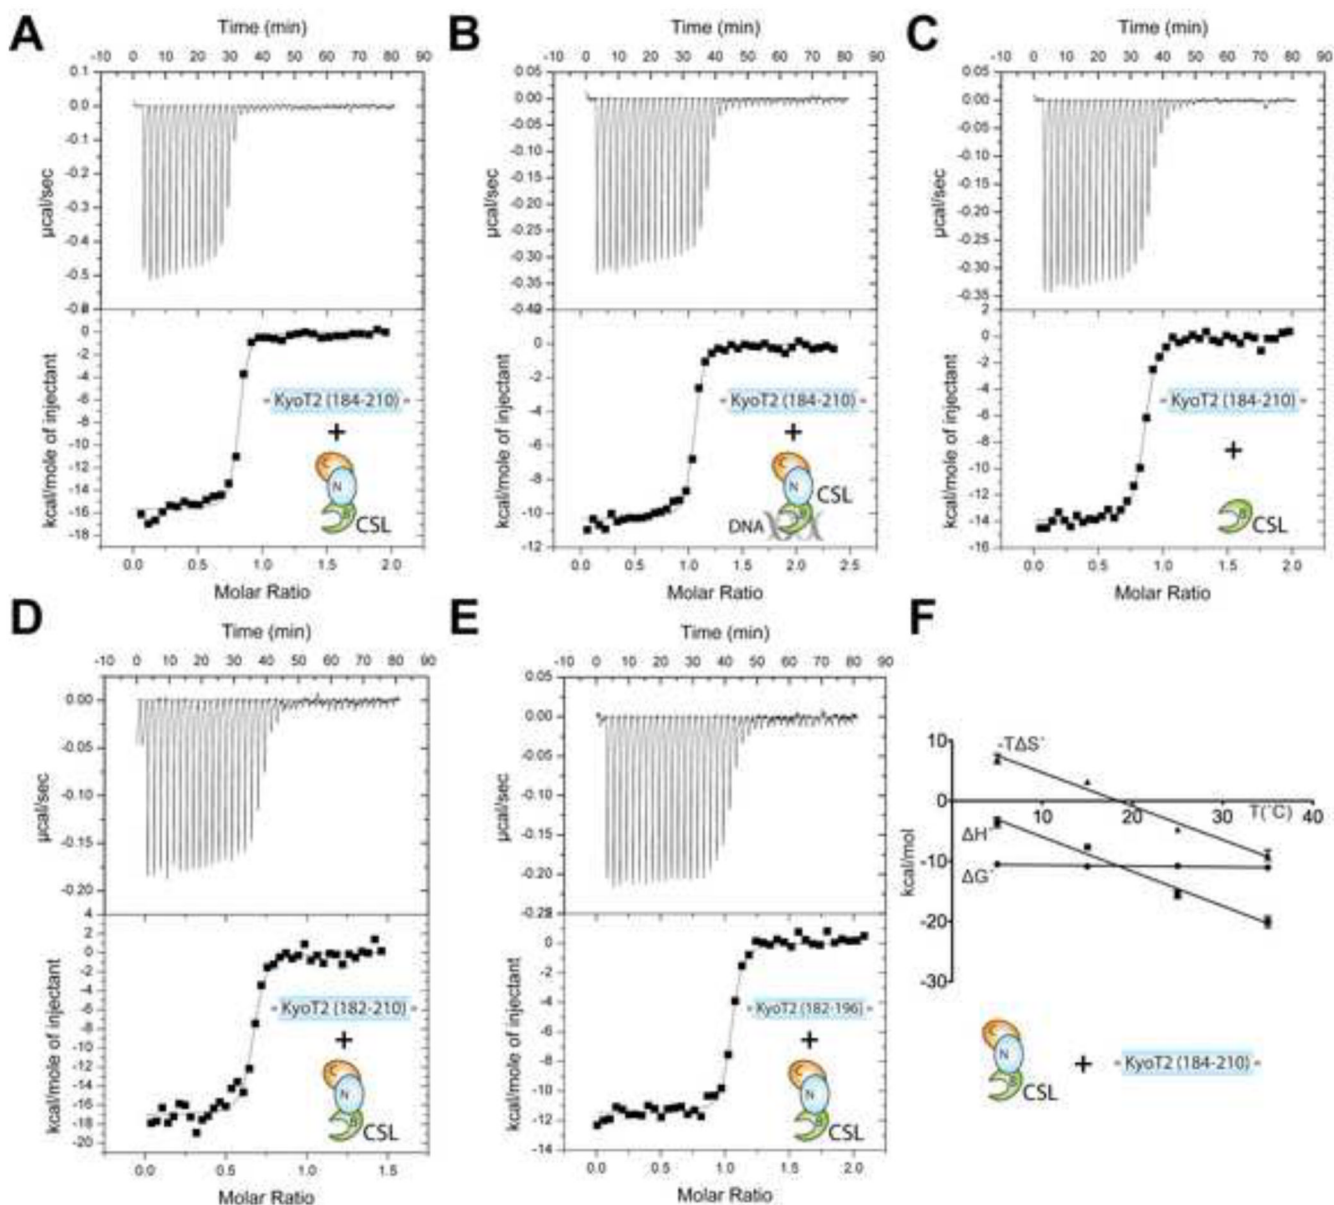 A
Time (min)
-10 0 10 20 30 40 50 60 70 80 90
0.1
0.0
-0.1
-0.2
-0.3
-0.4
-0.5
µcal/sec
0
-2
-4
-6
-8
-10
-12
-14
-16
-18
kcal/mole of injectant
KyoT2 (184-210)
+
C
N
B
CSL
0.0 0.5 1.0 1.5 2.0
Molar Ratio
B
Time (min)
-10 0 10 20 30 40 50 60 70 80 90
0.05
0.00
-0.05
-0.10
-0.15
-0.20
-0.25
-0.30
-0.35
µcal/sec
0
-2
-4
-6
-8
-10
-12
kcal/mole of injectant
KyoT2 (184-210)
+
C
N
CSL
B
DNA
0.0 0.5 1.0 1.5 2.0 2.5
Molar Ratio
C
Time (min)
-10 0 10 20 30 40 50 60 70 80 90
0.05
0.00
-0.05
-0.10
-0.15
-0.20
-0.25
-0.30
-0.35
µcal/sec
2
0
-2
-4
-6
-8
-10
-12
-14
-16
kcal/mole of injectant
KyoT2 (184-210)
+
B
CSL
0.0 0.5 1.0 1.5 2.0
Molar Ratio
D
Time (min)
-10 0 10 20 30 40 50 60 70 80 90
0.00
-0.05
-0.10
-0.15
-0.20
µcal/sec
4
2
0
-2
-4
-6
-8
-10
-12
-14
-16
-18
-20
kcal/mole of injectant
KyoT2 (182-210)
+
C
N
B
CSL
0.0 0.5 1.0 1.5
Molar Ratio
E
Time (min)
-10 0 10 20 30 40 50 60 70 80 90
0.05
0.00
-0.05
-0.10
-0.15
-0.20
µcal/sec
0
-2
-4
-6
-8
-10
-12
-14
kcal/mole of injectant
KyoT2 (182-196)
+
C
N
B
CSL
0.0 0.5 1.0 1.5 2.0
Molar Ratio
F
10
0
-10
-20
-30
kcal/mol
-TΔS°
ΔH°
ΔG°
10 20 30 40
T(°C)
C
N
B
CSL
+
KyoT2 (184-210)